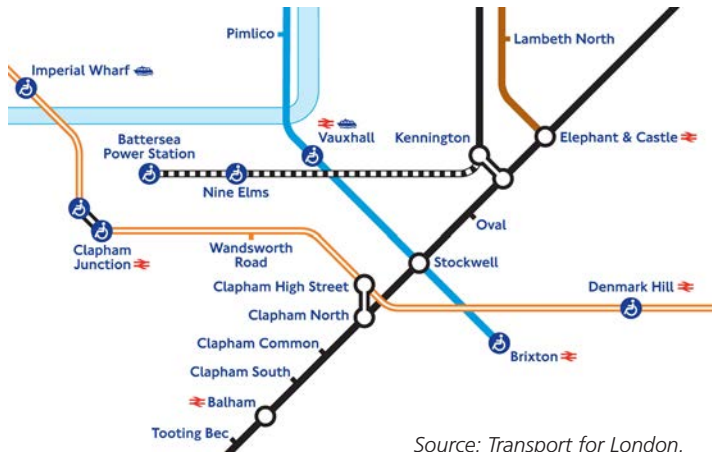 Pimlico
Lambeth North
Imperial Wharf
Battersea
Power Station
Vauxhall
Kennington
Elephant & Castle
Nine Elms
Oval
Clapham
Junction
Wandsworth
Road
Stockwell
Clapham High Street
Denmark Hill
Clapham North
Clapham Common
Brixton
Clapham South
Balham
Tooting Bec
Source: Transport for London.